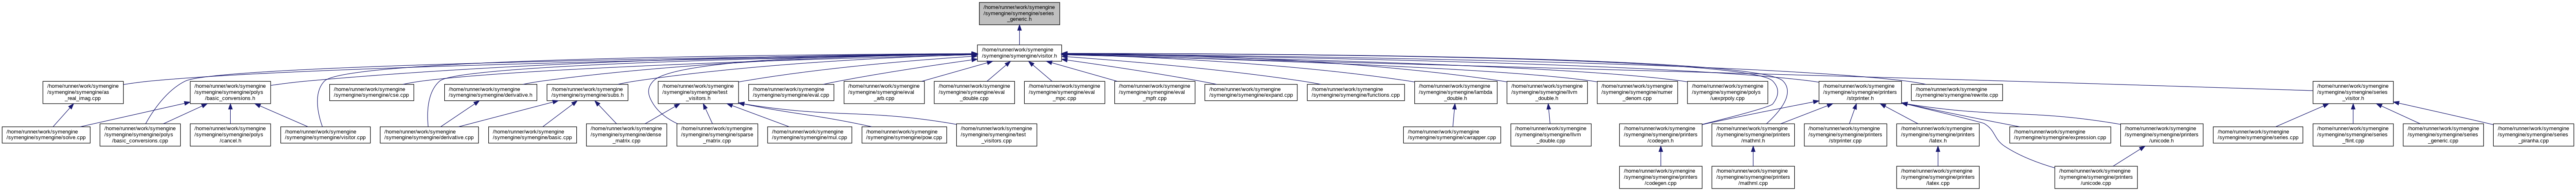 /home/runner/work/symengine
/symengine/symengine/series
_generic.h
/home/runner/work/symengine
/symengine/symengine/visitor.h
/home/runner/work/symengine
/symengine/symengine/as
_real_imag.cpp
/home/runner/work/symengine
/symengine/symengine/polys
/basic_conversions.h
/home/runner/work/symengine
/symengine/symengine/cse.cpp
/home/runner/work/symengine
/symengine/symengine/derivative.h
/home/runner/work/symengine
/symengine/symengine/subs.h
/home/runner/work/symengine
/symengine/symengine/test
_visitors.h
/home/runner/work/symengine
/symengine/symengine/eval.cpp
/home/runner/work/symengine
/symengine/symengine/eval
_arb.cpp
/home/runner/work/symengine
/symengine/symengine/eval
_double.cpp
/home/runner/work/symengine
/symengine/symengine/eval
_mpc.cpp
/home/runner/work/symengine
/symengine/symengine/eval
_mpfr.cpp
/home/runner/work/symengine
/symengine/symengine/expand.cpp
/home/runner/work/symengine
/symengine/symengine/functions.cpp
/home/runner/work/symengine
/symengine/symengine/lambda
_double.h
/home/runner/work/symengine
/symengine/symengine/llvm
_double.h
/home/runner/work/symengine
/symengine/symengine/numer
_denom.cpp
/home/runner/work/symengine
/symengine/symengine/polys
/uexprpoly.cpp
/home/runner/work/symengine
/symengine/symengine/printers
/strprinter.h
/home/runner/work/symengine
/symengine/symengine/rewrite.cpp
/home/runner/work/symengine
/symengine/symengine/series
_visitor.h
/home/runner/work/symengine
/symengine/symengine/solve.cpp
/home/runner/work/symengine
/symengine/symengine/polys
/basic_conversions.cpp
/home/runner/work/symengine
/symengine/symengine/polys
/cancel.h
/home/runner/work/symengine
/symengine/symengine/visitor.cpp
/home/runner/work/symengine
/symengine/symengine/derivative.cpp
/home/runner/work/symengine
/symengine/symengine/basic.cpp
/home/runner/work/symengine
/symengine/symengine/dense
_matrix.cpp
/home/runner/work/symengine
/symengine/symengine/sparse
_matrix.cpp
/home/runner/work/symengine
/symengine/symengine/mul.cpp
/home/runner/work/symengine
/symengine/symengine/pow.cpp
/home/runner/work/symengine
/symengine/symengine/test
_visitors.cpp
/home/runner/work/symengine
/symengine/symengine/cwrapper.cpp
/home/runner/work/symengine
/symengine/symengine/llvm
_double.cpp
/home/runner/work/symengine
/symengine/symengine/printers
/codegen.h
/home/runner/work/symengine
/symengine/symengine/printers
/mathml.h
/home/runner/work/symengine
/symengine/symengine/printers
/strprinter.cpp
/home/runner/work/symengine
/symengine/symengine/printers
/latex.h
/home/runner/work/symengine
/symengine/symengine/expression.cpp
/home/runner/work/symengine
/symengine/symengine/printers
/unicode.h
/home/runner/work/symengine
/symengine/symengine/series.cpp
/home/runner/work/symengine
/symengine/symengine/series
_flint.cpp
/home/runner/work/symengine
/symengine/symengine/series
_generic.cpp
/home/runner/work/symengine
/symengine/symengine/series
_piranha.cpp
/home/runner/work/symengine
/symengine/symengine/printers
/codegen.cpp
/home/runner/work/symengine
/symengine/symengine/printers
/mathml.cpp
/home/runner/work/symengine
/symengine/symengine/printers
/latex.cpp
/home/runner/work/symengine
/symengine/symengine/printers
/unicode.cpp